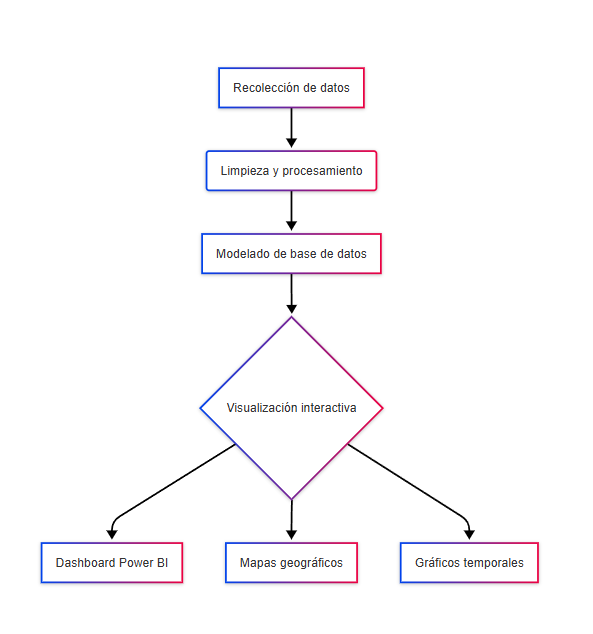 Recolección de datos
Limpieza y procesamiento
Modelado de base de datos
Visualización interactiva
Dashboard Power BI
Mapas geográficos
Gráficos temporales